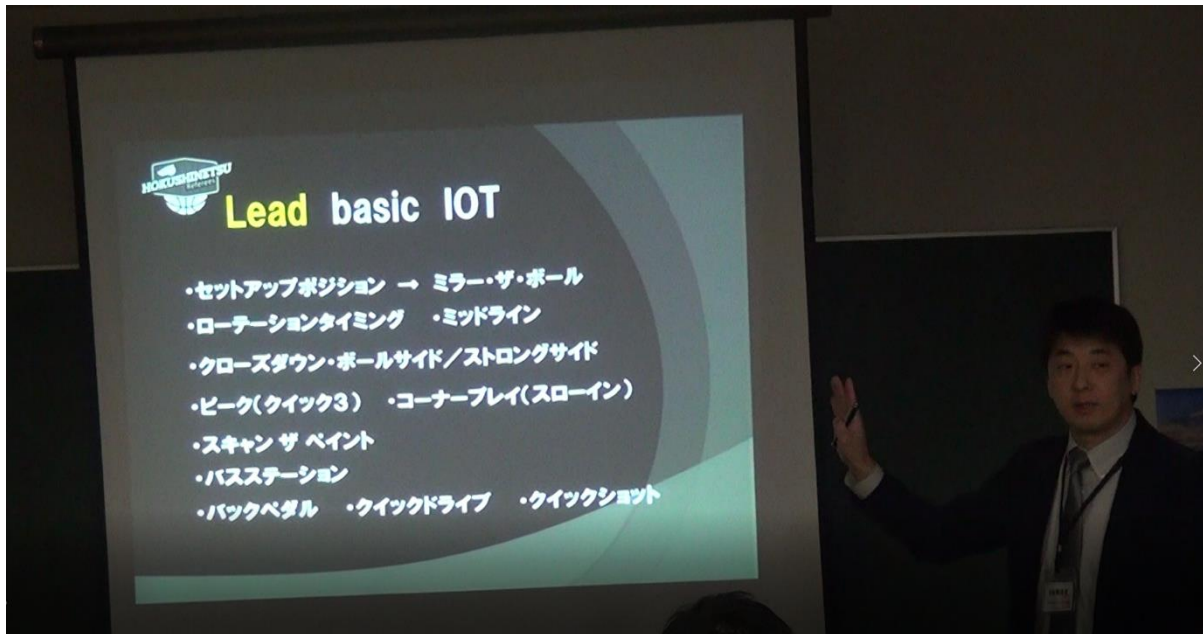 HOKUSHINETSU
Referees
Lead basic IOT
・セットアップポジション → ミラー・ザ・ボール
・ローテーションタイミング ・ミッドライン
・クローズダウン・ボールサイド／ストロングサイド
・ピーク(クイック3) ・コーナープレイ(スローイン)
・スキャン ザ ペイント
・バスステーション
・バックペダル ・クイックドライブ ・クイックショット